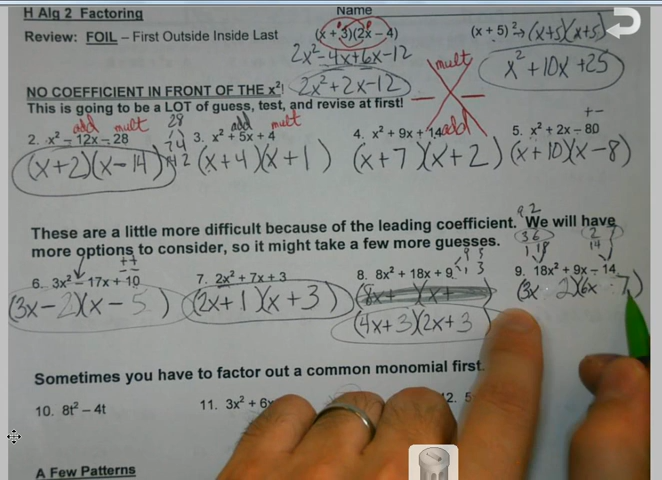 H Alg 2 Factoring Name
Review: FOIL – First Outside Inside Last (x + 3)(2x – 4) (x + 5)² → (x+5)(x+5)
2x² - 4x + 6x - 12
2x² + 2x - 12
x² + 10x + 25
mult
add
NO COEFFICIENT IN FRONT OF THE x²!
This is going to be a LOT of guess, test, and revise at first!
add mult 28 add mult + -
2. x² – 12x – 28 3. x² + 5x + 4 4. x² + 9x + 14 5. x² + 2x – 80
(x+2)(x-14) (x+4)(x+1) (x+7)(x+2) (x+10)(x-8)
These are a little more difficult because of the leading coefficient. We will have
more options to consider, so it might take a few more guesses.
6. 3x² – 17x + 10 7. 2x² + 7x + 3 8. 8x² + 18x + 9 9. 18x² + 9x – 14
(3x - 2)(x - 5) (2x+1)(x+3) (8x+ )(x+ (3x 2)(6x 7)
(4x+3)(2x+3
Sometimes you have to factor out a common monomial first.
10. 8t² – 4t 11. 3x² + 6x 12. 5
A Few Patterns